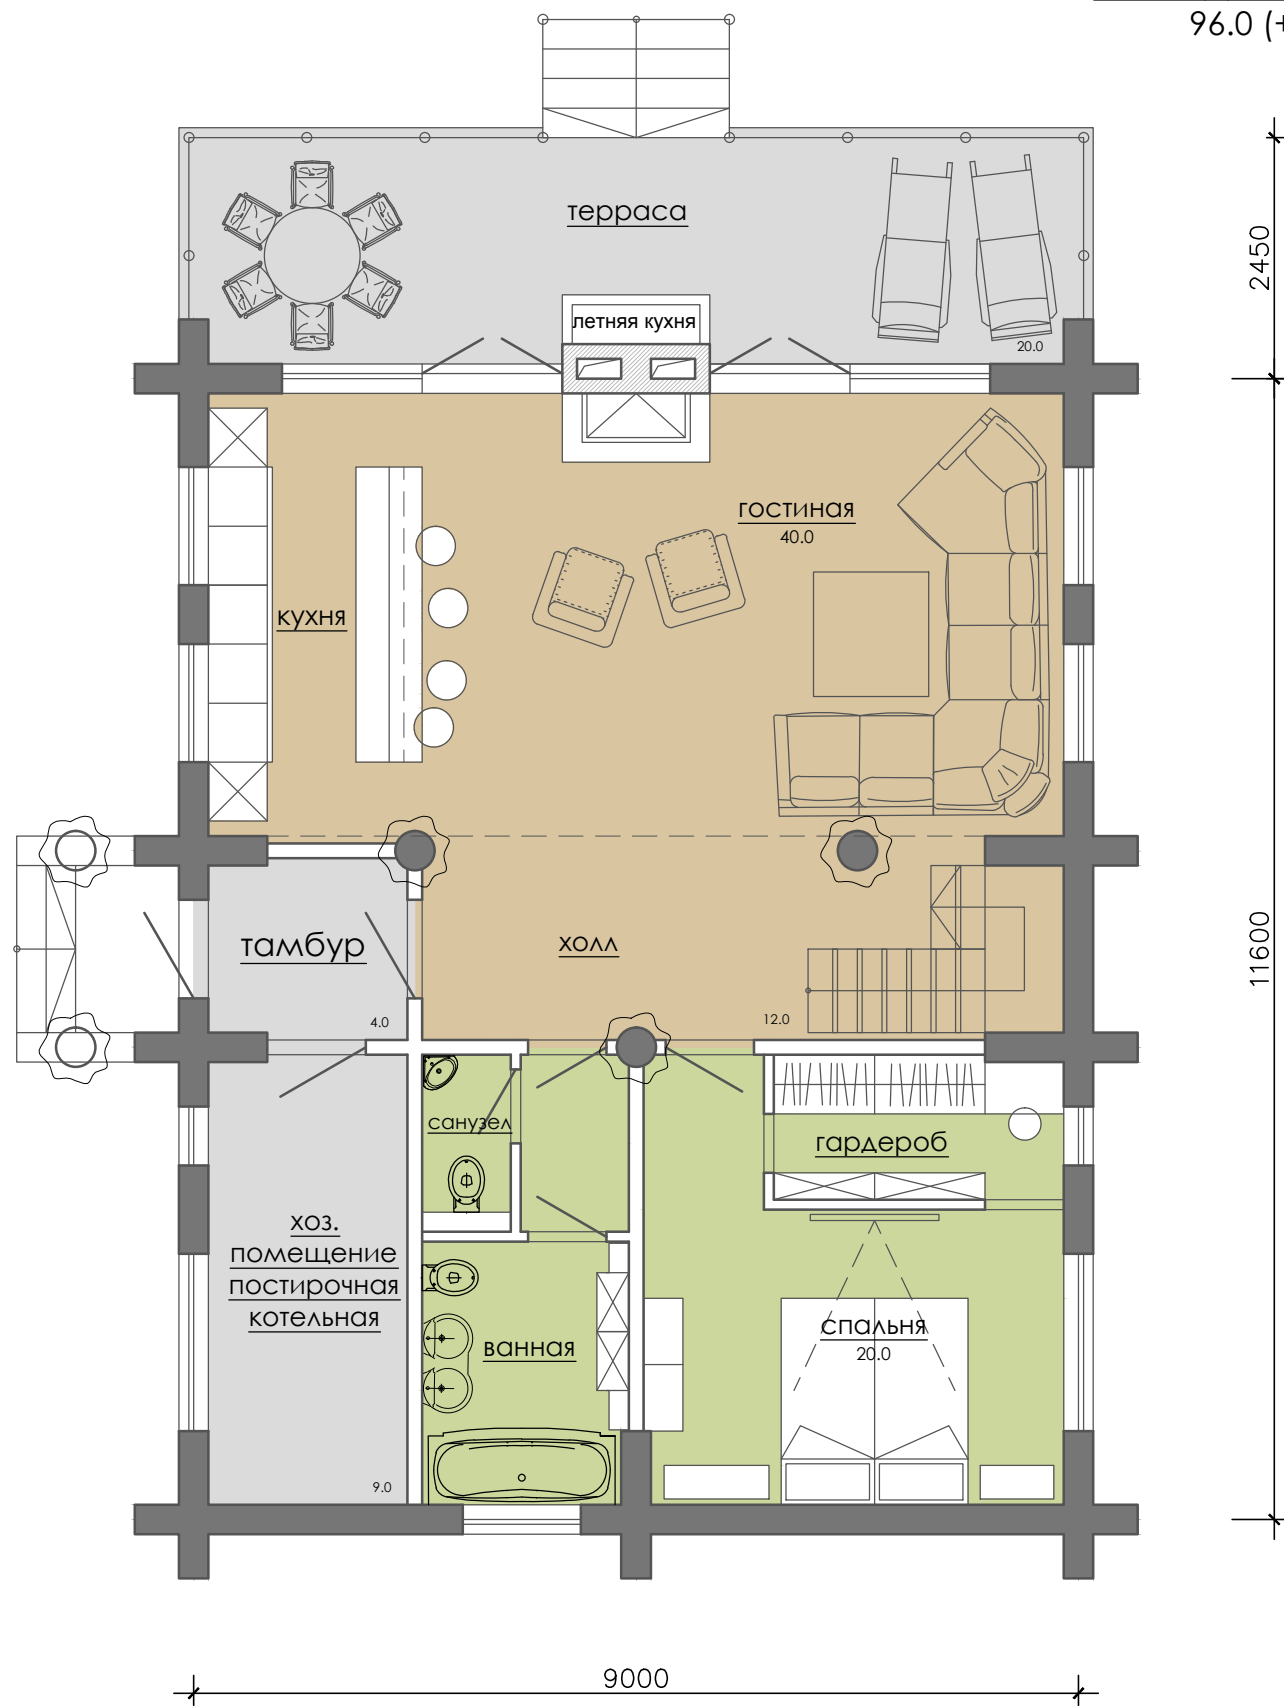 96.0 (+
терраса
2450
летняя кухня
20.0
гостиная
40.0
кухня
11600
тамбур
холл
4.0
12.0
санузел
гардероб
хоз.
помещение
постирочная
котельная
спальня
20.0
ванная
9.0
9000